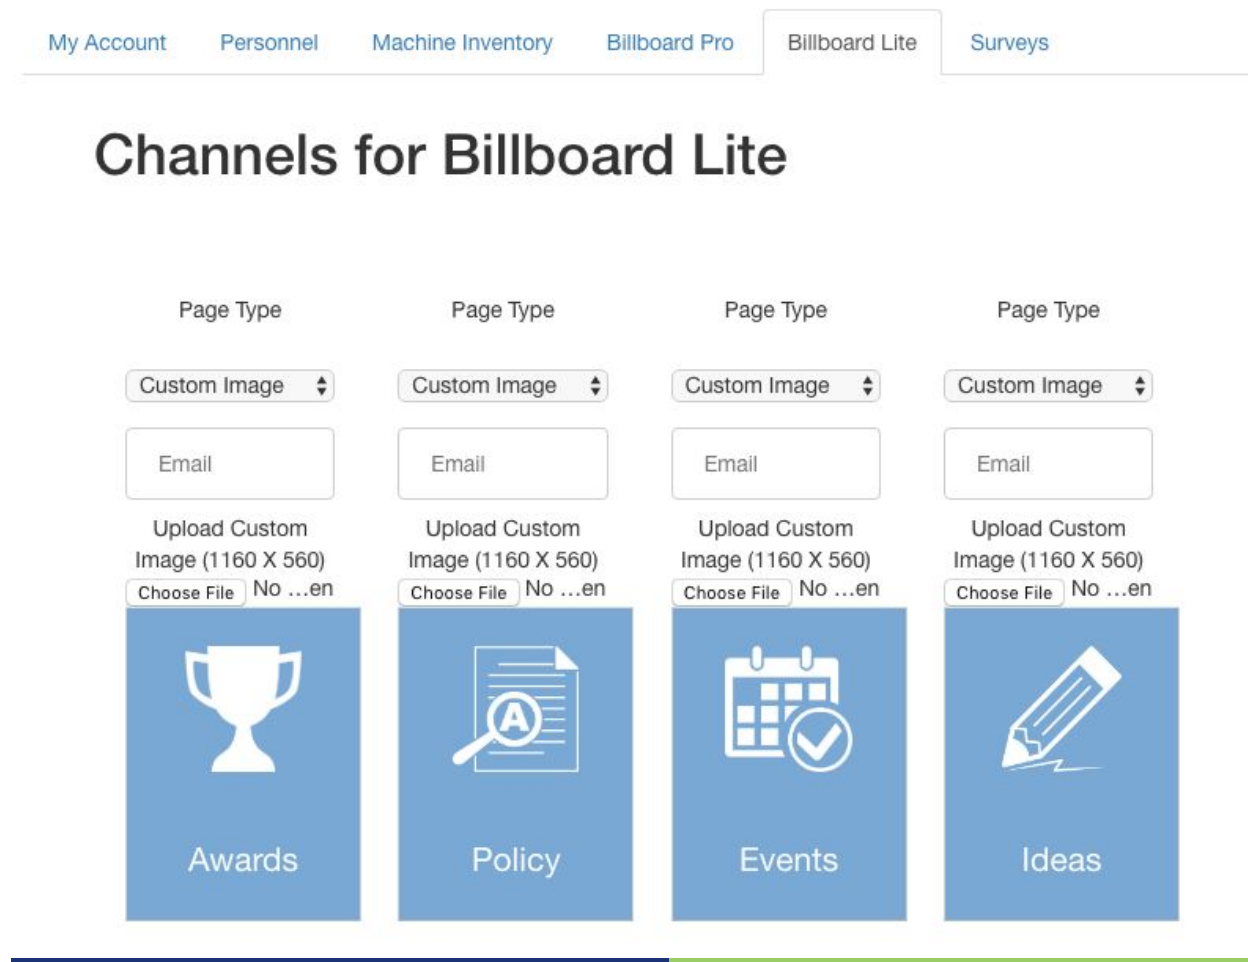 My Account Personnel Machine Inventory Billboard Pro Billboard Lite Surveys
Channels for Billboard Lite
Page Type Page Type Page Type Page Type
Custom Image Custom Image Custom Image Custom Image
Email Email Email Email
Upload Custom Upload Custom Upload Custom Upload Custom
Image (1160 X 560) Image (1160 X 560) Image (1160 X 560) Image (1160 X 560)
Choose File No ...en Choose File No ...en Choose File No ...en Choose File No ...en
A
Awards Policy Events Ideas